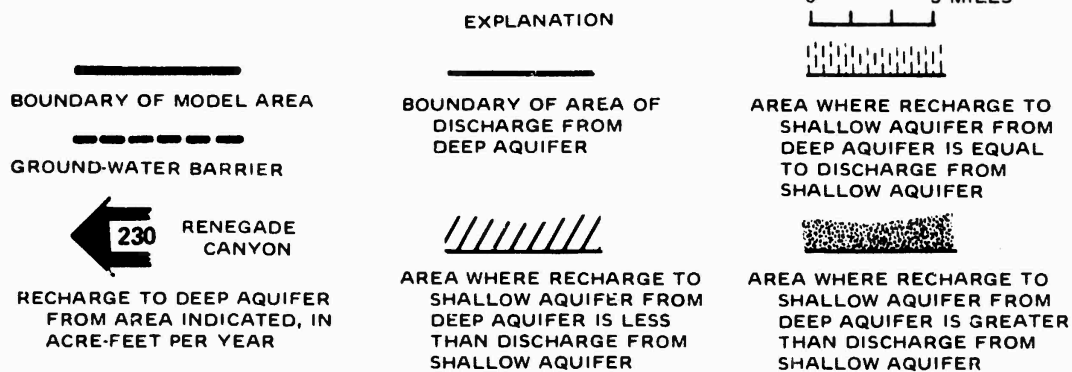 EXPLANATION
MILES
BOUNDARY OF MODEL AREA
GROUND-WATER BARRIER
230
RENEGADE
CANYON
RECHARGE TO DEEP AQUIFER
FROM AREA INDICATED, IN
ACRE-FEET PER YEAR
BOUNDARY OF AREA OF
DISCHARGE FROM
DEEP AQUIFER
AREA WHERE RECHARGE TO
SHALLOW AQUIFER FROM
DEEP AQUIFER IS LESS
THAN DISCHARGE FROM
SHALLOW AQUIFER
AREA WHERE RECHARGE TO
SHALLOW AQUIFER FROM
DEEP AQUIFER IS EQUAL
TO DISCHARGE FROM
SHALLOW AQUIFER
AREA WHERE RECHARGE TO
SHALLOW AQUIFER FROM
DEEP AQUIFER IS GREATER
THAN DISCHARGE FROM
SHALLOW AQUIFER